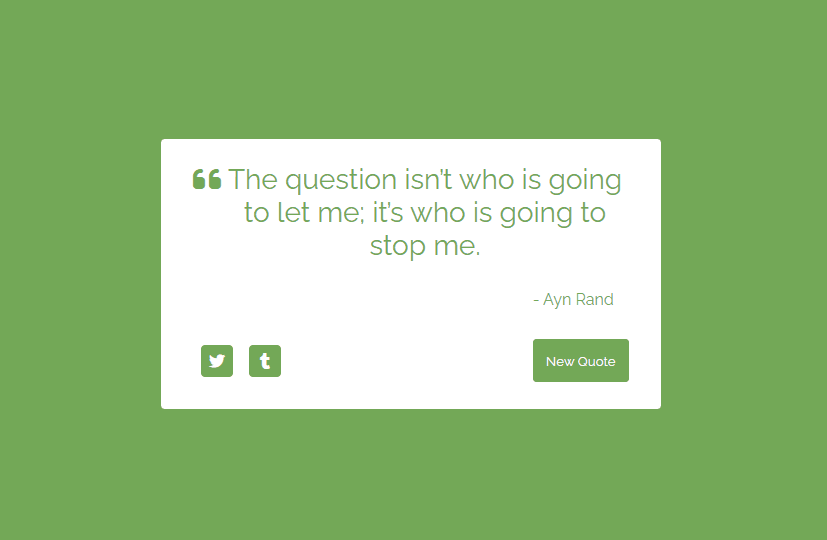 The question isn’t who is going
to let me; it’s who is going to
stop me.
- Ayn Rand
New Quote